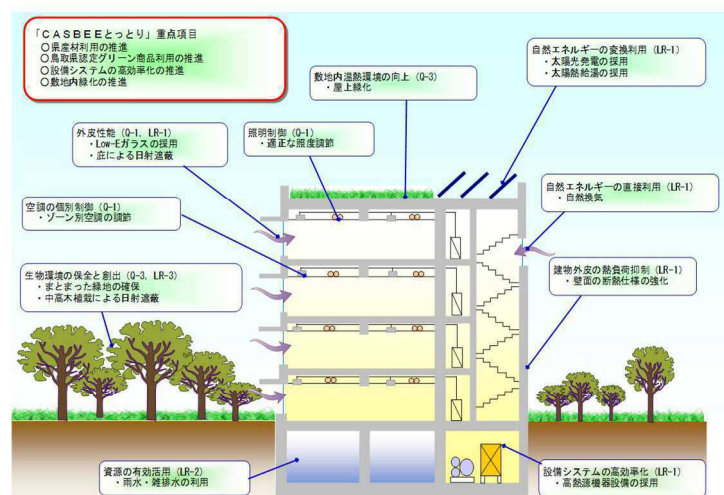 「CASBEEとっとり」重点項目
○県産材利用の推進
○鳥取県認定グリーン商品利用の推進
○設備システムの高効率化の推進
○敷地内緑化の推進
敷地内温熱環境の向上(Q-3)
・屋上緑化
自然エネルギーの変換利用(LR-1)
・太陽光発電の採用
・太陽熱給湯の採用
外皮性能(Q-1, LR-1)
・Low-Eガラスの採用
・庇による日射遮蔽
照明制御(Q-1)
・適正な照度調節
空調の個別制御(Q-1)
・ゾーン別空調の調節
自然エネルギーの直接利用(LR-1)
・自然換気
生物環境の保全と創出(Q-3, LR-3)
・まとまった緑地の確保
・中高木植栽による日射遮蔽
建物外皮の熱負荷抑制(LR-1)
・壁面の断熱仕様の強化
資源の有効活用(LR-2)
・雨水・雑排水の利用
設備システムの高効率化(LR-1)
・高熱源機器設備の採用